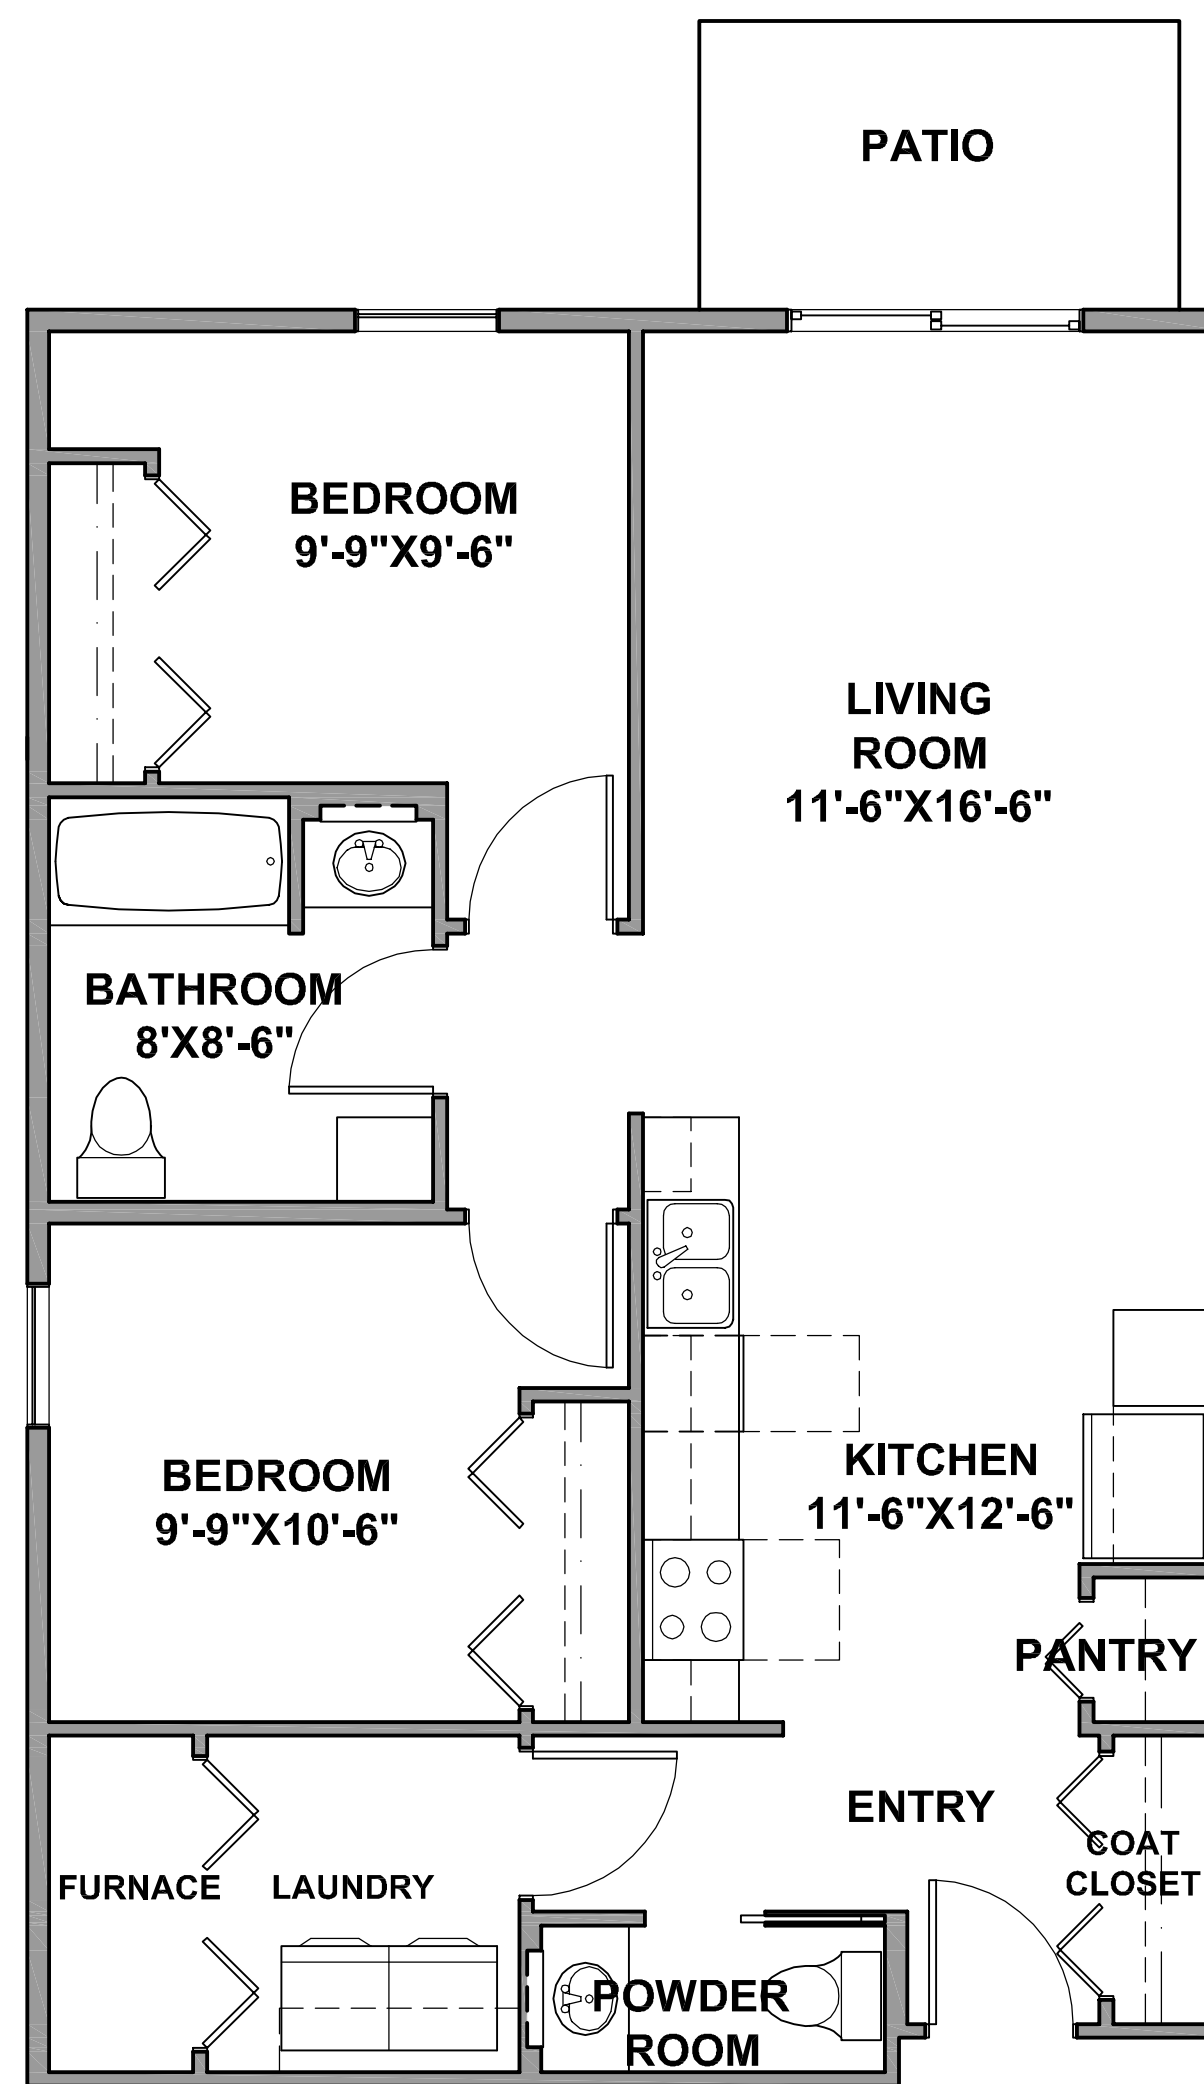 PATIO
BEDROOM
9'-9"X9'-6"
LIVING
ROOM
11'-6"X16'-6"
BATHROOM
8'X8'-6"
BEDROOM
9'-9"X10'-6"
KITCHEN
11'-6"X12'-6"
PANTRY
ENTRY
COAT
CLOSET
FURNACE
LAUNDRY
POWDER
ROOM